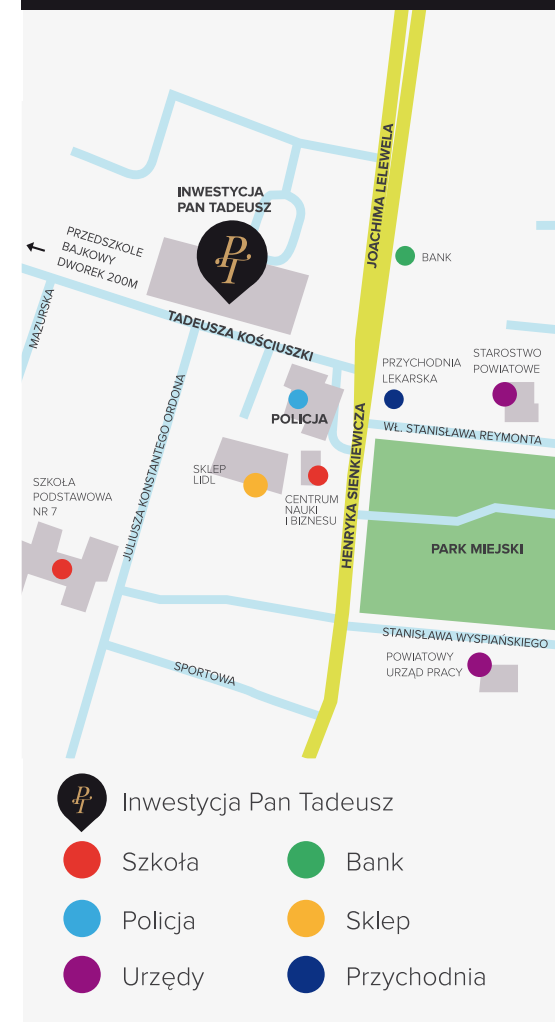 JOACHIMA LELEWELA
INWESTYCJA
PAN TADEUSZ
PT
PRZEDSZKOLE
BAJKOWY
DWOREK 200M
BANK
MAZURSKA
TADEUSZA KOŚCIUSZKI
PRZYCHODNIA
LEKARSKA
STAROSTWO
POWIATOWE
POLICJA
WŁ. STANISŁAWA REYMONTA
JULIUSZA KONSTANTEGO ORDONA
HENRYKA SIENKIEWICZA
SKLEP
LIDL
CENTRUM
NAUKI
I BIZNESU
SZKOŁA
PODSTAWOWA
NR 7
PARK MIEJSKI
STANISŁAWA WYSPIAŃSKIEGO
POWIATOWY
URZĄD PRACY
SPORTOWA
PT
Inwestycja Pan Tadeusz
Szkoła
Bank
Policja
Sklep
Urzędy
Przychodnia